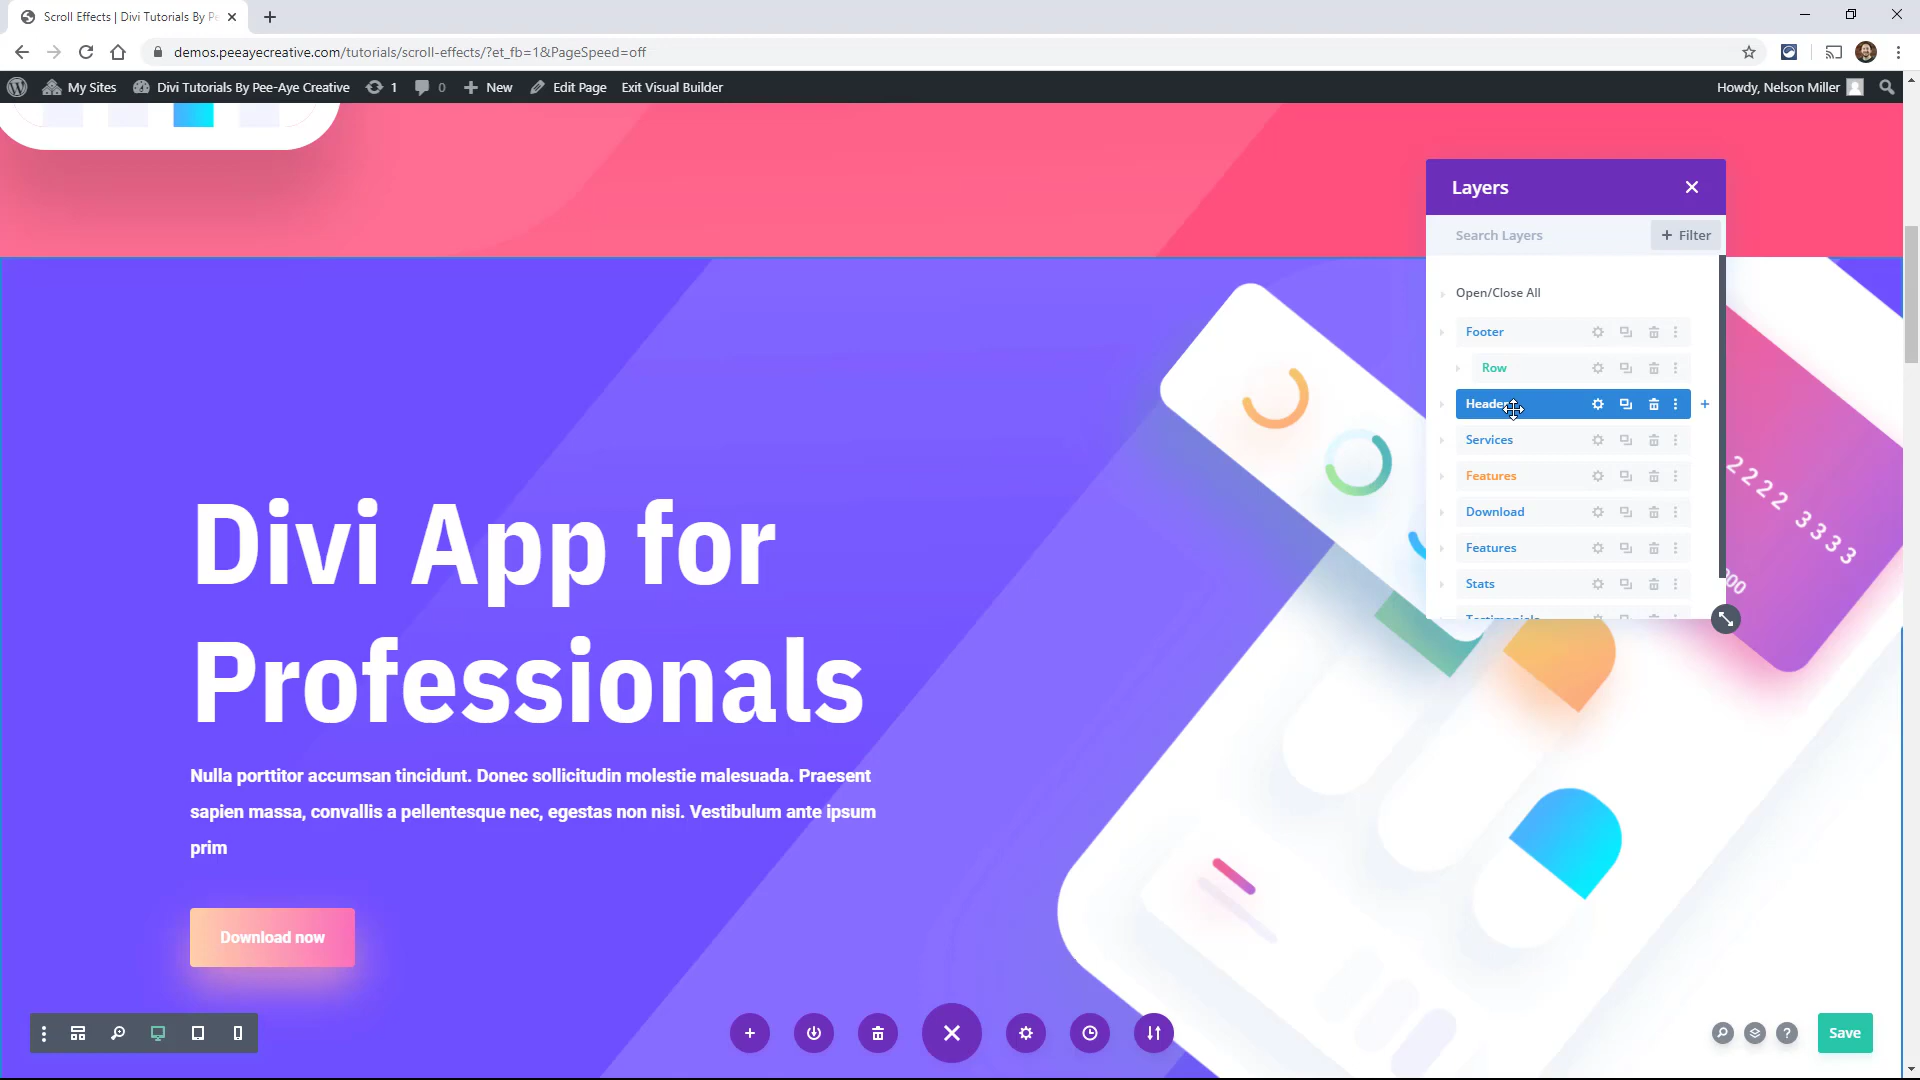 Scroll Effects | Divi Tutorials By Pe
demos.peeayecreative.com/tutorials/scroll-effects/?et_fb=1&PageSpeed=off
My Sites
Divi Tutorials By Pee-Aye Creative
1
0
New
Edit Page
Exit Visual Builder
Howdy, Nelson Miller
Layers
Search Layers
Filter
Open/Close All
Footer
Row
Header
Services
Features
Download
Features
Stats
Testimonials
2222 3333
Divi App for
Professionals
Nulla porttitor accumsan tincidunt. Donec sollicitudin molestie malesuada. Praesent
sapien massa, convallis a pellentesque nec, egestas non nisi. Vestibulum ante ipsum
prim
Download now
Save